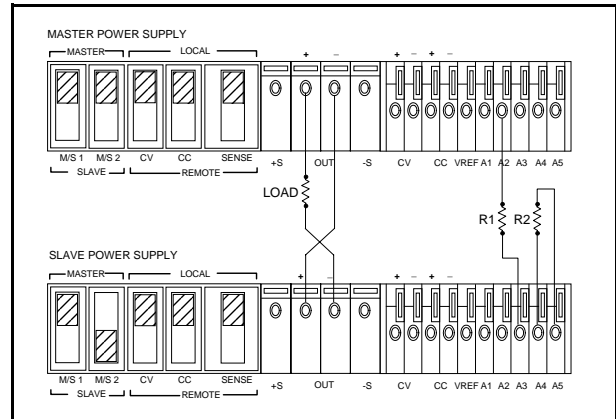 MASTER POWER SUPPLY
MASTER LOCAL + − + − + −
M/S 1 M/S 2 CV CC SENSE +S OUT -S CV CC VREF A1 A2 A3 A4 A5
SLAVE REMOTE
LOAD R1 R2
SLAVE POWER SUPPLY
MASTER LOCAL + − + − + −
M/S 1 M/S 2 CV CC SENSE +S OUT -S CV CC VREF A1 A2 A3 A4 A5
SLAVE REMOTE